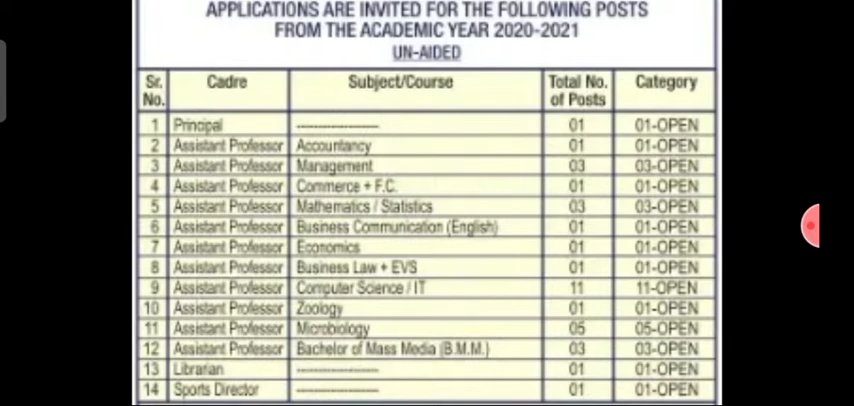 APPLICATIONS ARE INVITED FOR THE FOLLOWING POSTS
FROM THE ACADEMIC YEAR 2020-2021
UN-AIDED
Sr. No. Cadre Subject/Course Total No. of Posts Category
1 Principal ------------------- 01 01-OPEN
2 Assistant Professor Accountancy 01 01-OPEN
3 Assistant Professor Management 03 03-OPEN
4 Assistant Professor Commerce + F.C. 01 01-OPEN
5 Assistant Professor Mathematics / Statistics 03 03-OPEN
6 Assistant Professor Business Communication (English) 01 01-OPEN
7 Assistant Professor Economics 01 01-OPEN
8 Assistant Professor Business Law + EVS 01 01-OPEN
9 Assistant Professor Computer Science / IT 11 11-OPEN
10 Assistant Professor Zoology 01 01-OPEN
11 Assistant Professor Microbiology 05 05-OPEN
12 Assistant Professor Bachelor of Mass Media (B.M.M.) 03 03-OPEN
13 Librarian ------------------- 01 01-OPEN
14 Sports Director ------------------- 01 01-OPEN